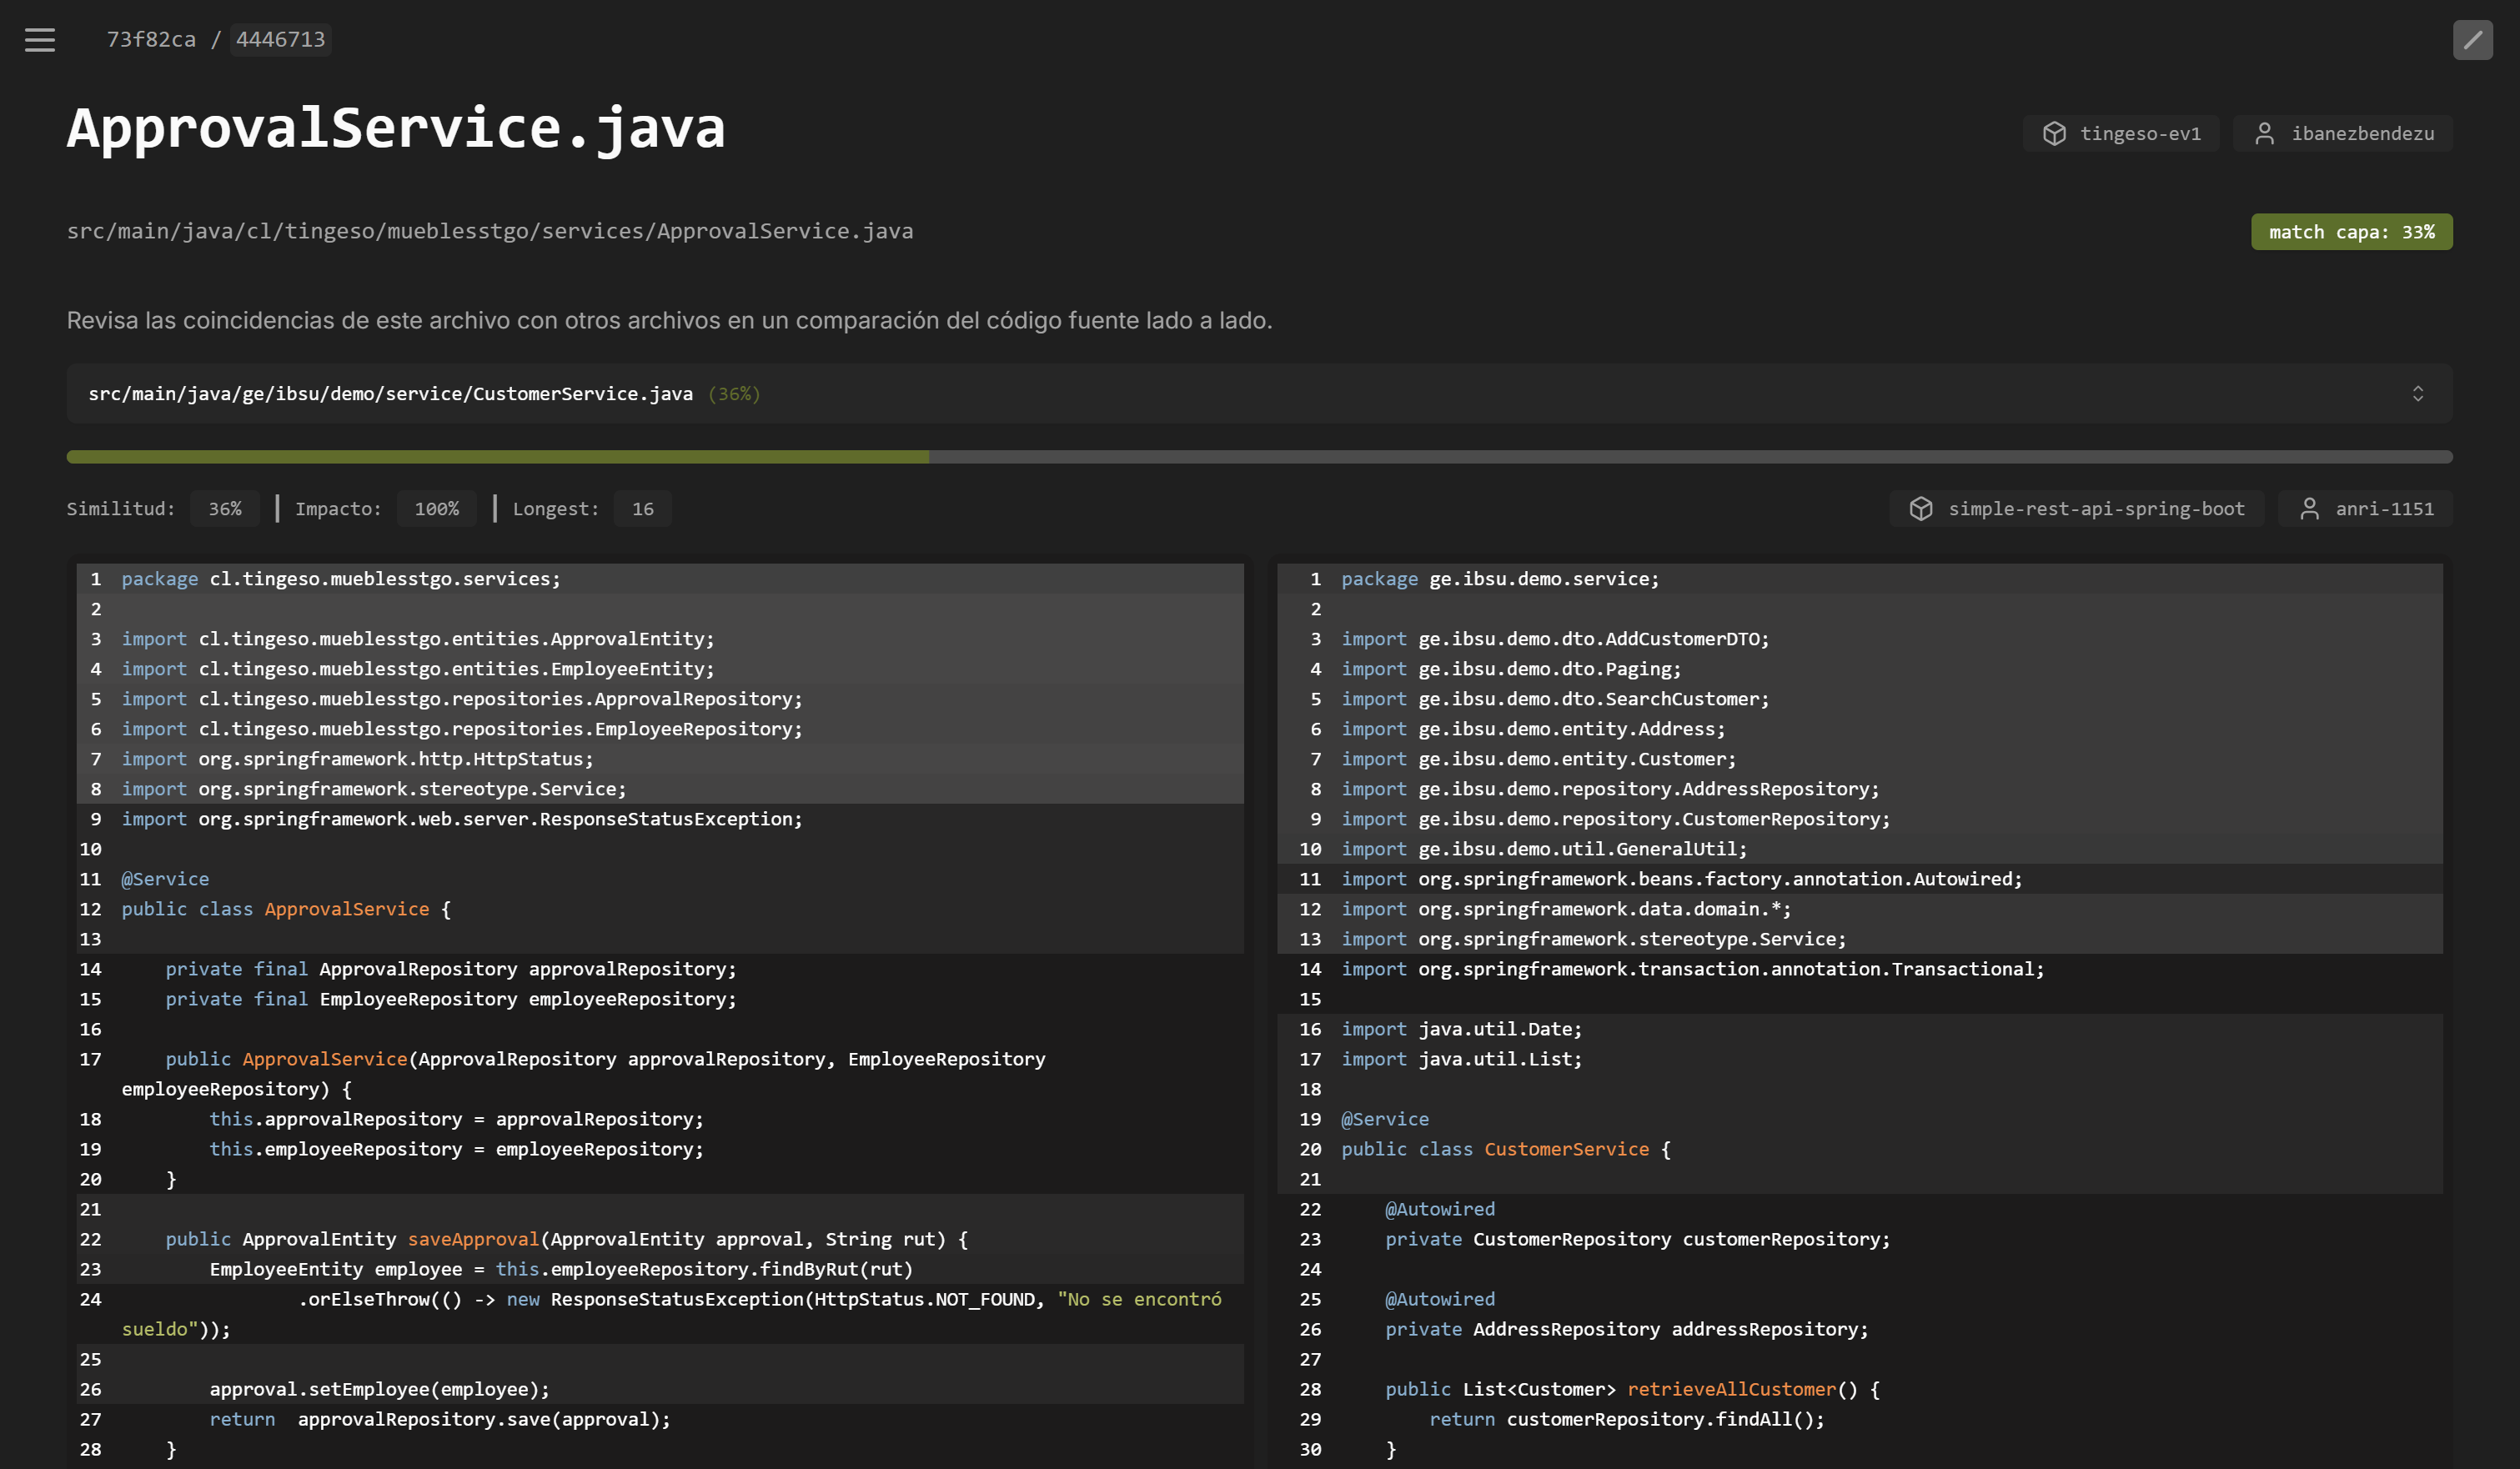 73f82ca / 4446713
ApprovalService.java
tingeso-ev1
ibanezbendezu
src/main/java/cl/tingeso/mueblesstgo/services/ApprovalService.java
match capa: 33%
Revisa las coincidencias de este archivo con otros archivos en un comparación del código fuente lado a lado.
src/main/java/ge/ibsu/demo/service/CustomerService.java (36%)
Similitud: 36% | Impacto: 100% | Longest: 16
simple-rest-api-spring-boot
anri-1151
1 package cl.tingeso.mueblesstgo.services;
2
3 import cl.tingeso.mueblesstgo.entities.ApprovalEntity;
4 import cl.tingeso.mueblesstgo.entities.EmployeeEntity;
5 import cl.tingeso.mueblesstgo.repositories.ApprovalRepository;
6 import cl.tingeso.mueblesstgo.repositories.EmployeeRepository;
7 import org.springframework.http.HttpStatus;
8 import org.springframework.stereotype.Service;
9 import org.springframework.web.server.ResponseStatusException;
10
11 @Service
12 public class ApprovalService {
13
14 private final ApprovalRepository approvalRepository;
15 private final EmployeeRepository employeeRepository;
16
17 public ApprovalService(ApprovalRepository approvalRepository, EmployeeRepository
employeeRepository) {
18 this.approvalRepository = approvalRepository;
19 this.employeeRepository = employeeRepository;
20 }
21
22 public ApprovalEntity saveApproval(ApprovalEntity approval, String rut) {
23 EmployeeEntity employee = this.employeeRepository.findByRut(rut)
24 .orElseThrow(() -> new ResponseStatusException(HttpStatus.NOT_FOUND, "No se encontró
sueldo"));
25
26 approval.setEmployee(employee);
27 return  approvalRepository.save(approval);
28 }
1 package ge.ibsu.demo.service;
2
3 import ge.ibsu.demo.dto.AddCustomerDTO;
4 import ge.ibsu.demo.dto.Paging;
5 import ge.ibsu.demo.dto.SearchCustomer;
6 import ge.ibsu.demo.entity.Address;
7 import ge.ibsu.demo.entity.Customer;
8 import ge.ibsu.demo.repository.AddressRepository;
9 import ge.ibsu.demo.repository.CustomerRepository;
10 import ge.ibsu.demo.util.GeneralUtil;
11 import org.springframework.beans.factory.annotation.Autowired;
12 import org.springframework.data.domain.*;
13 import org.springframework.stereotype.Service;
14 import org.springframework.transaction.annotation.Transactional;
15
16 import java.util.Date;
17 import java.util.List;
18
19 @Service
20 public class CustomerService {
21
22 @Autowired
23 private CustomerRepository customerRepository;
24
25 @Autowired
26 private AddressRepository addressRepository;
27
28 public List<Customer> retrieveAllCustomer() {
29 return customerRepository.findAll();
30 }